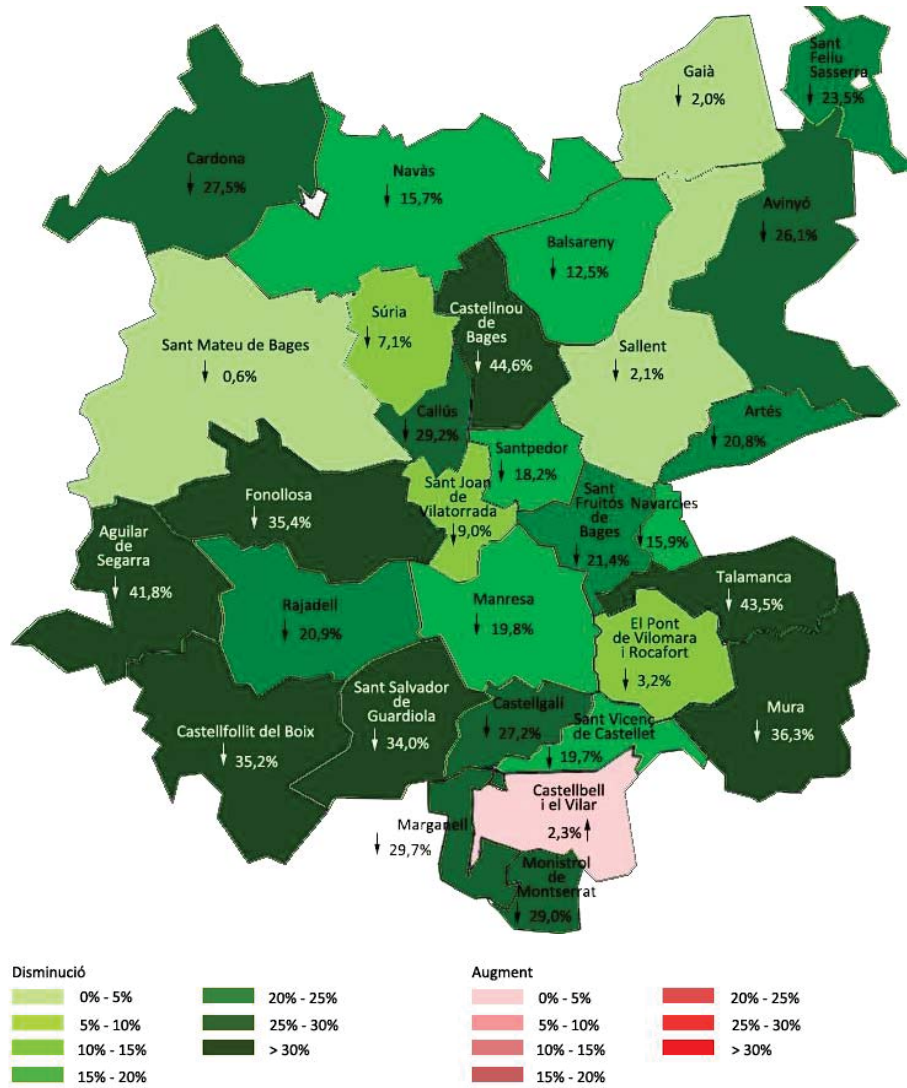 Sant
Feliu
Sasserra
23,5%
Gaià
2,0%
Cardona
27,5%
Navàs
15,7%
Avinyó
26,1%
Balsareny
12,5%
Súria
7,1%
Castellnou
de
Bages
44,6%
Sant Mateu de Bages
0,6%
Sallent
2,1%
Callús
29,2%
Artés
20,8%
Santpedor
18,2%
Sant Joan
de
Vilatorrada
9,0%
Sant
Fruitós
de
Bages
21,4%
Navarcles
15,9%
Fonollosa
35,4%
Aguilar
de
Segarra
41,8%
Talamanca
43,5%
Rajadell
20,9%
Manresa
19,8%
El Pont
de Vilomara
i Rocafort
3,2%
Mura
36,3%
Sant Salvador
de
Guardiola
34,0%
Castellgalí
27,2%
Sant Vicenç
de Castellet
19,7%
Castellfollit del Boix
35,2%
Castellbell
i el Vilar
2,3%
Marganell
29,7%
Monistrol
de
Montserrat
29,0%
Disminució
0% - 5%
5% - 10%
10% - 15%
15% - 20%
20% - 25%
25% - 30%
> 30%
Augment
0% - 5%
5% - 10%
10% - 15%
15% - 20%
20% - 25%
25% - 30%
> 30%